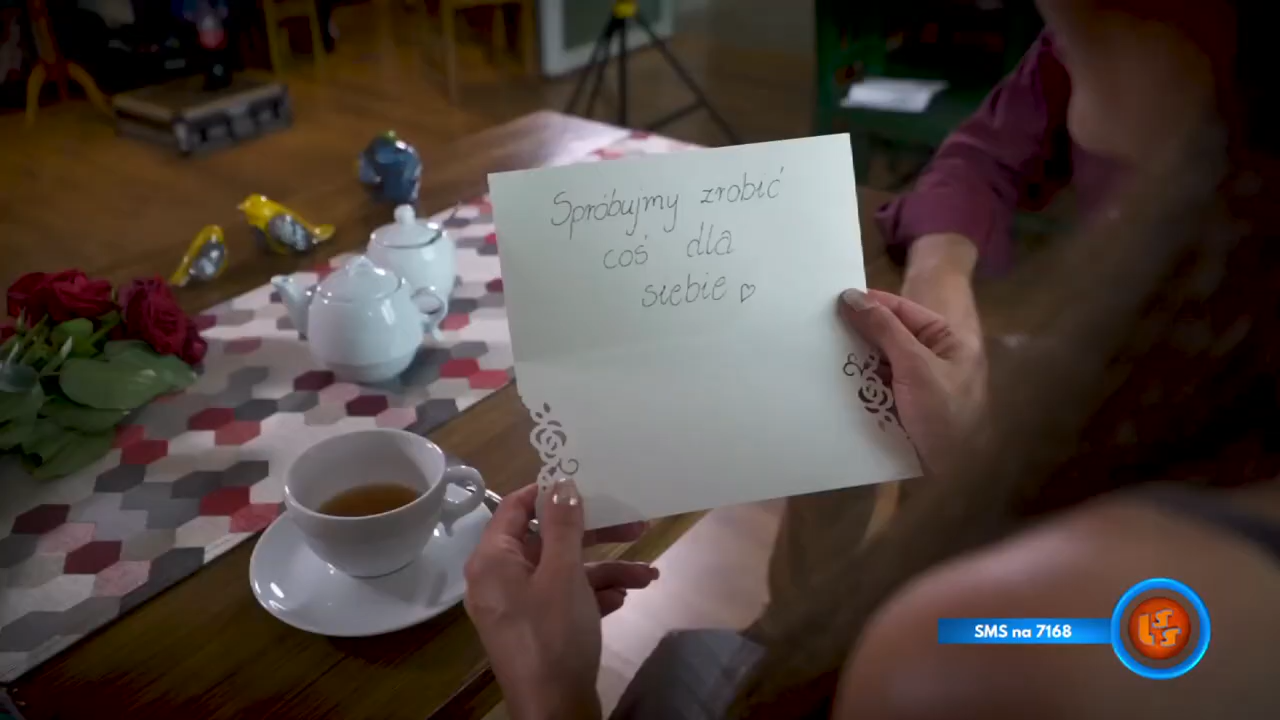 Spróbujmy zrobić
coś dla
siebie ♡
SMS na 7168